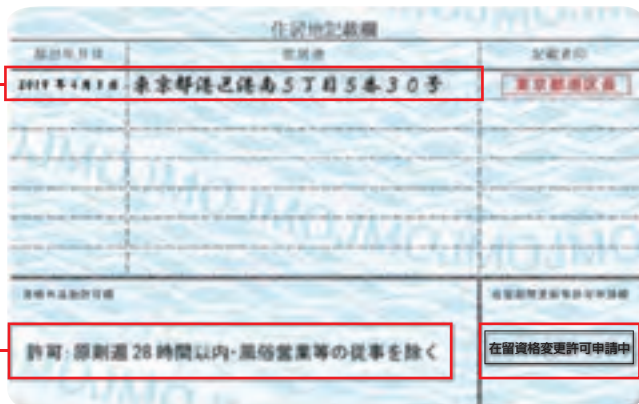 住居地記載欄
届出年月日 住居地 記載者印
2019年4月1日 東京都港区港南5丁目5番30号 東京都港区長
資格外活動許可欄 在留期間更新等許可申請欄
許可:原則週28時間以内・風俗営業等の従事を除く 在留資格変更許可申請中
MOJ